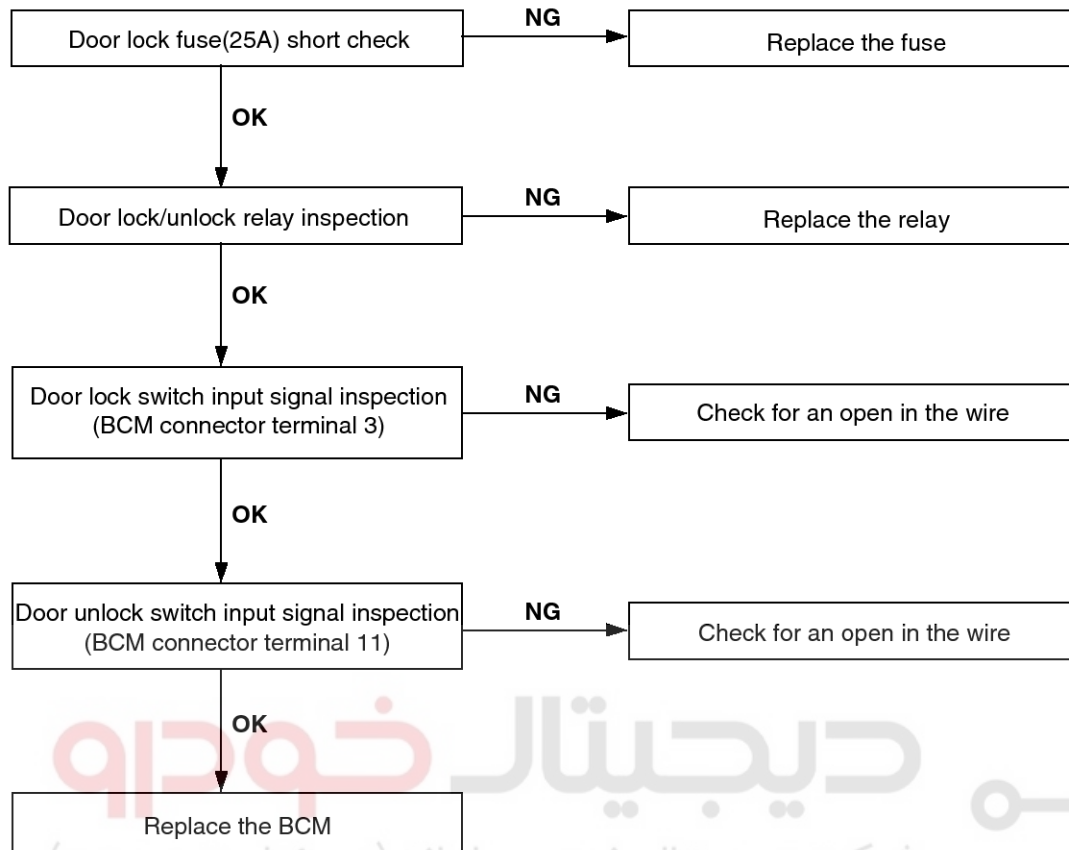 Door lock fuse(25A) short check
NG
Replace the fuse
OK
Door lock/unlock relay inspection
NG
Replace the relay
OK
Door lock switch input signal inspection
(BCM connector terminal 3)
NG
Check for an open in the wire
OK
Door unlock switch input signal inspection
(BCM connector terminal 11)
NG
Check for an open in the wire
OK
دیجیتال خودرو
Replace the BCM